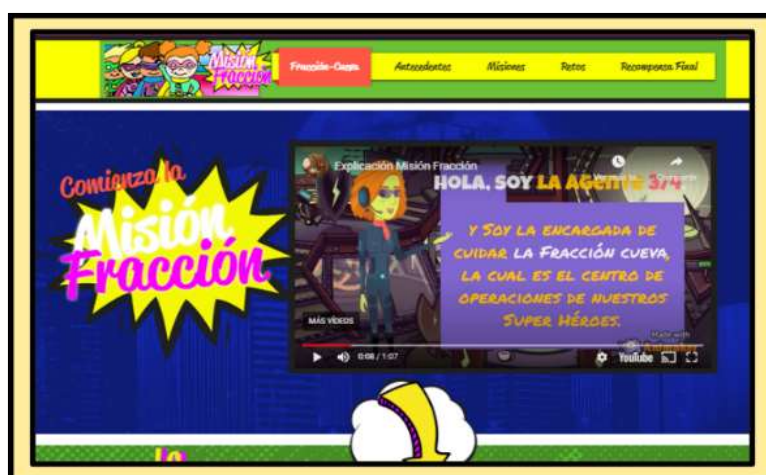 Misión
Fracción
Fracción-Cueva
Antecedentes
Misiones
Retos
Recompensa Final
Comienza la
Misión
Fracción
Explicación Misión Fracción
HOLA, SOY LA AGENTE 3/4
Y SOY LA ENCARGADA DE
CUIDAR LA FRACCIÓN CUEVA,
LA CUAL ES EL CENTRO DE
OPERACIONES DE NUESTROS
SUPER HÉROES.
MÁS VÍDEOS
Made with
0:08 / 1:07
YouTube
La